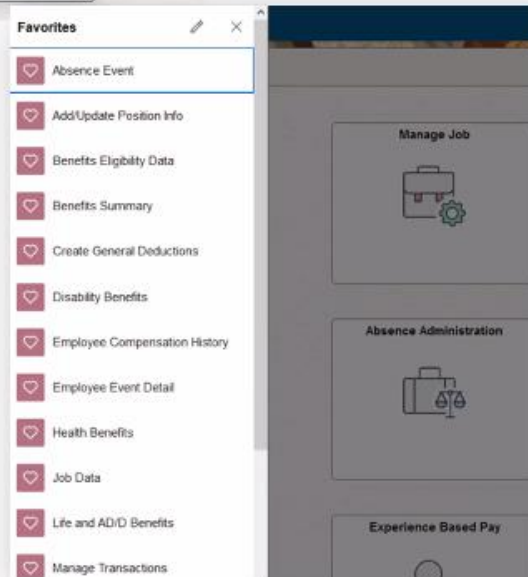 Favorites
Absence Event
Add/Update Position Info
Benefits Eligibility Data
Benefits Summary
Create General Deductions
Disability Benefits
Employee Compensation History
Employee Event Detail
Health Benefits
Job Data
Life and AD/D Benefits
Manage Transactions
Manage Job
Absence Administration
Experience Based Pay